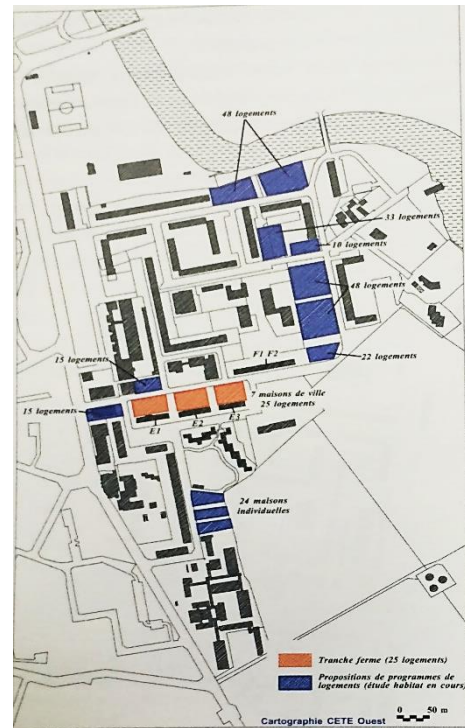 48 logements
33 logements
10 logements
48 logements
15 logements
F1 F2
22 logements
15 logements
7 maisons de ville
25 logements
E1
E2
E3
24 maisons
individuelles
Tranche ferme (25 logements)
Propositions de programmes de
logements (étude habitat en cours)
Cartographie CETE Ouest
0 50 m